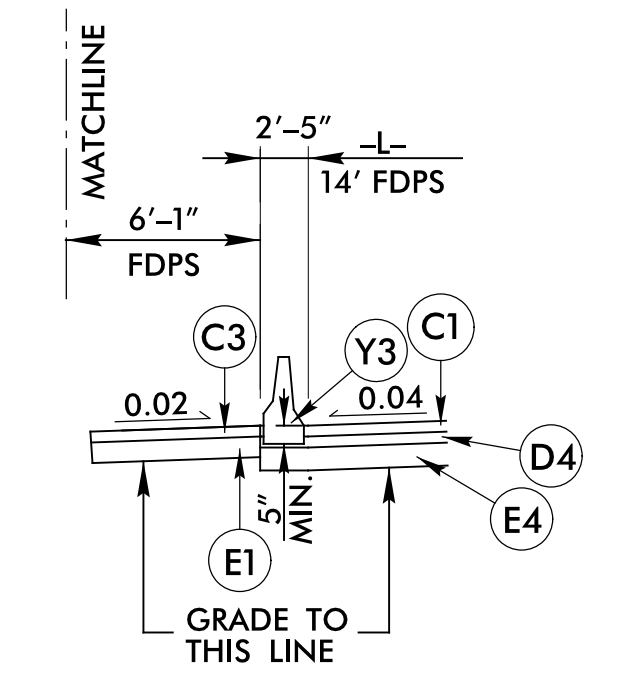 MATCHLINE
2'–5"
–L–
14' FDPS
6'–1"
FDPS
C3
Y3
C1
0.02
0.04
D4
5"
MIN.
E4
E1
GRADE TO
THIS LINE